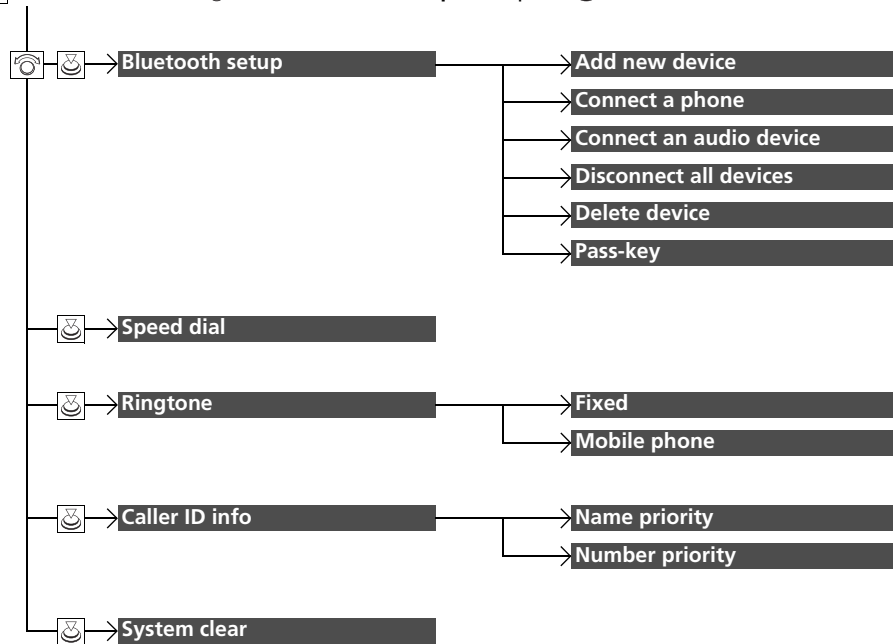 Bluetooth setup
Add new device
Connect a phone
Connect an audio device
Disconnect all devices
Delete device
Pass-key
Speed dial
Ringtone
Fixed
Mobile phone
Caller ID info
Name priority
Number priority
System clear